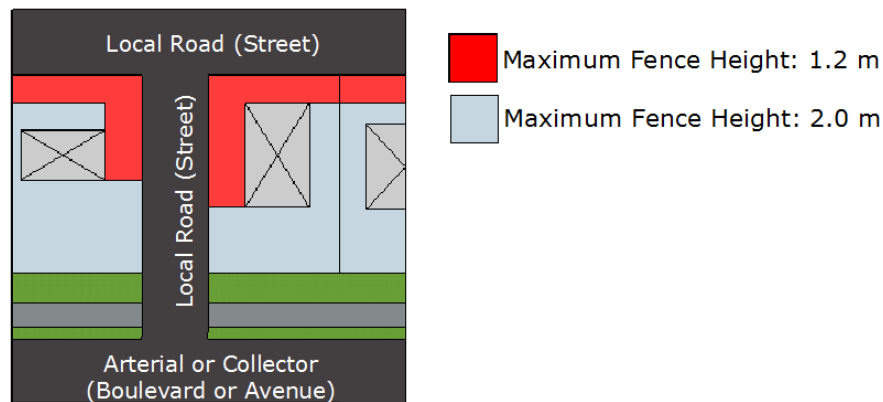 Local Road (Street)
Maximum Fence Height: 1.2 m
Maximum Fence Height: 2.0 m
Local Road (Street)
Arterial or Collector
(Boulevard or Avenue)